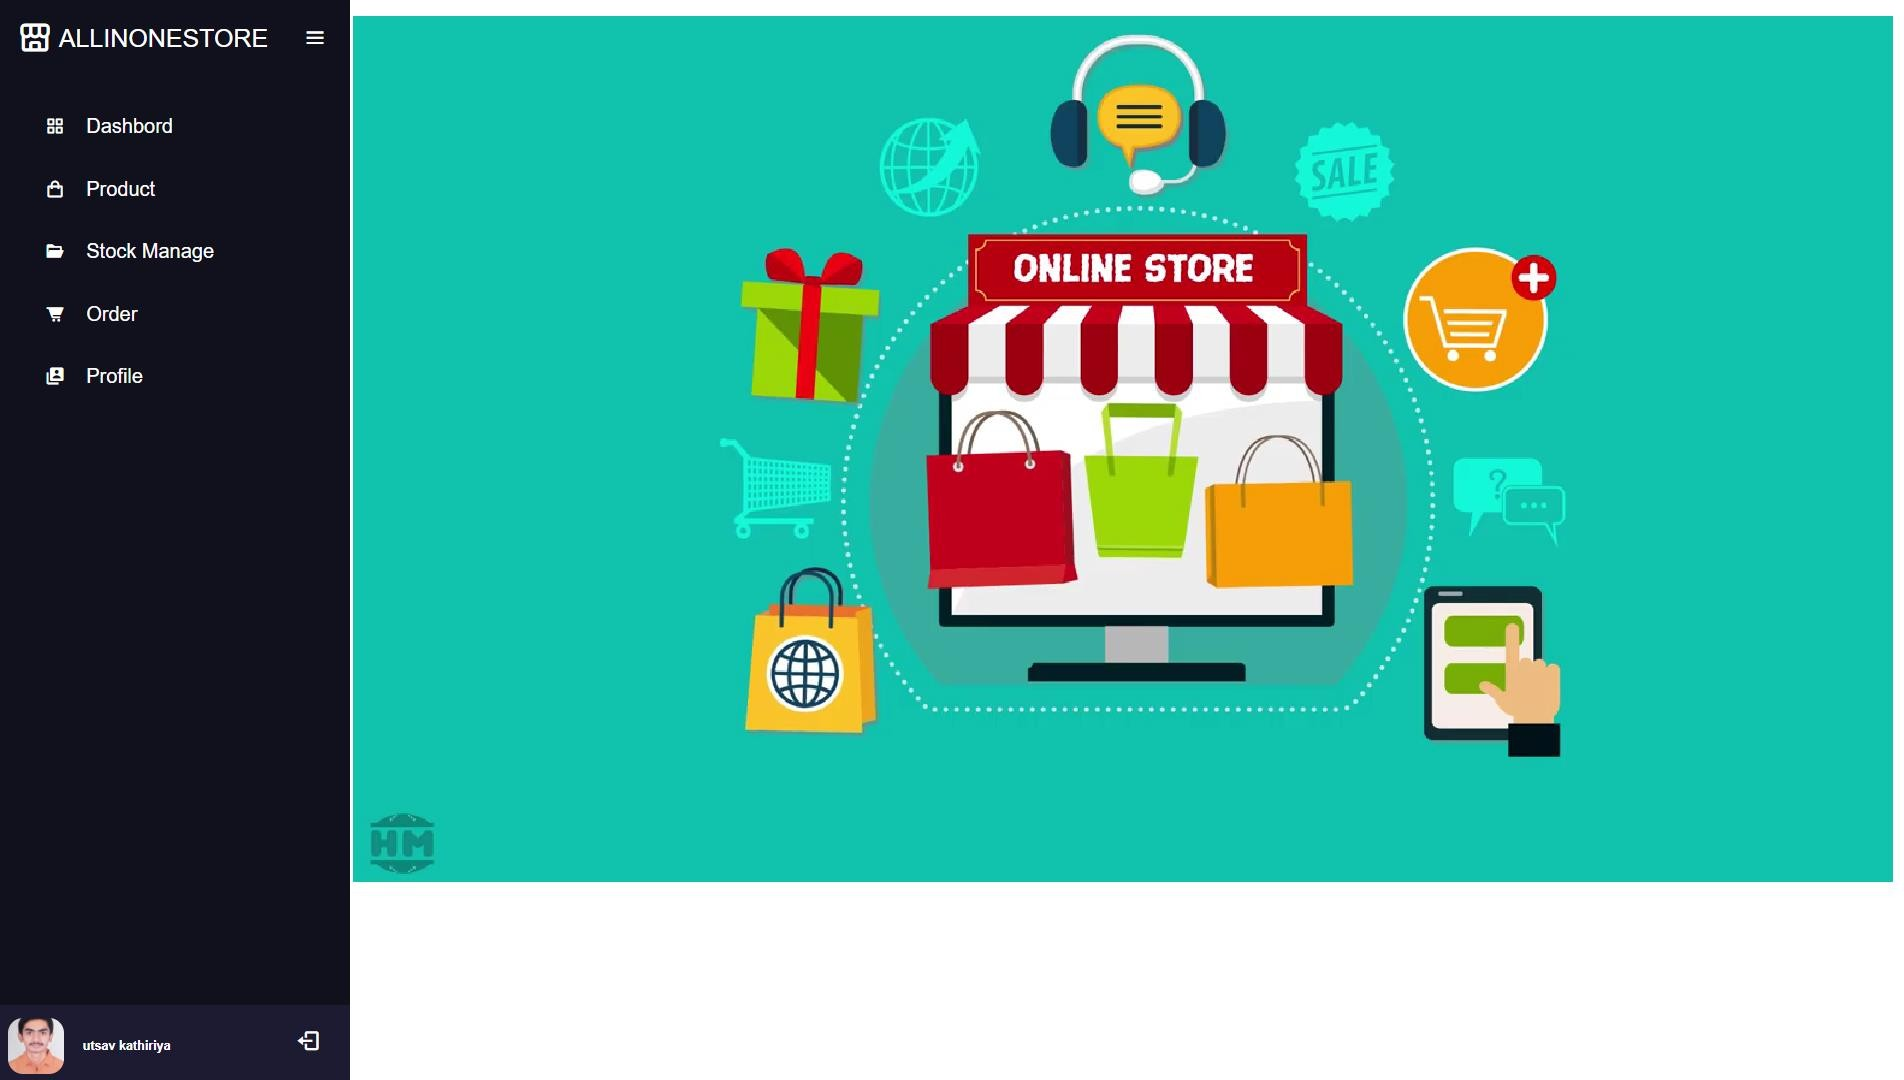 ALLINONESTORE
Dashbord
Product
Stock Manage
Order
Profile
utsav kathiriya
SALE
ONLINE STORE
?
HM